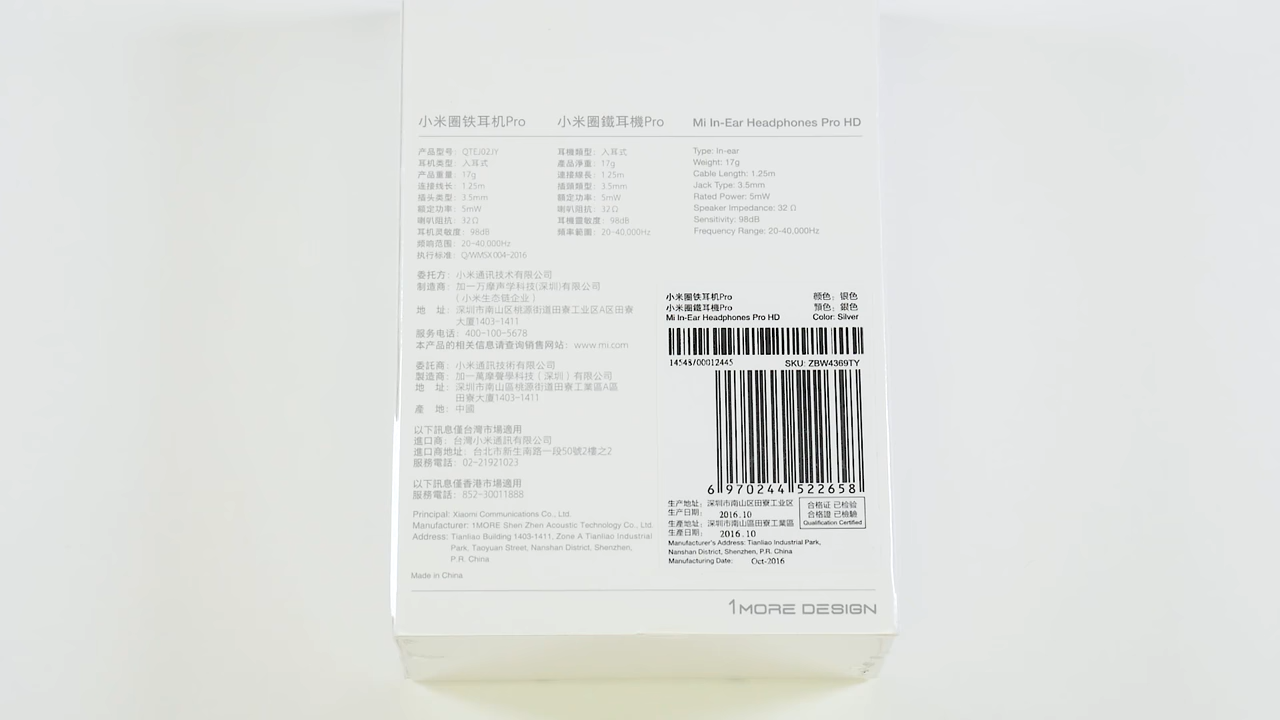 小米圈铁耳机Pro
产品型号：QTEJ02JY
耳机类型：入耳式
产品重量：17g
连接线长：1.25m
插头类型：3.5mm
额定功率：5mW
喇叭阻抗：32Ω
耳机灵敏度：98dB
频响范围：20-40,000Hz
执行标准：Q/WMSX004-2016
小米圈鐵耳機Pro
耳機類型：入耳式
產品淨重：17g
連接線長：1.25m
插頭類型：3.5mm
額定功率：5mW
喇叭阻抗：32Ω
耳機靈敏度：98dB
頻率範圍：20-40,000Hz
Mi In-Ear Headphones Pro HD
Type: In-ear
Weight: 17g
Cable Length: 1.25m
Jack Type: 3.5mm
Rated Power: 5mW
Speaker Impedance: 32 Ω
Sensitivity: 98dB
Frequency Range: 20-40,000Hz
委托方：小米通讯技术有限公司
制造商：加一万摩声学科技(深圳)有限公司
（小米生态链企业）
地 址：深圳市南山区桃源街道田寮工业区A区田寮
大厦1403-1411
服务电话：400-100-5678
本产品的相关信息请查询销售网站：www.mi.com
委託商：小米通訊技術有限公司
製造商：加一萬摩聲學科技（深圳）有限公司
地 址：深圳市南山區桃源街道田寮工業區A區
田寮大廈1403-1411
產 地：中國
以下訊息僅台灣市場適用
進口商：台灣小米通訊有限公司
進口商地址：台北市新生南路一段50號2樓之2
服務電話：02-21921023
以下訊息僅香港市場適用
服務電話：852-30011888
Principal: Xiaomi Communications Co., Ltd.
Manufacturer: 1MORE Shen Zhen Acoustic Technology Co., Ltd.
Address: Tianliao Building 1403-1411, Zone A Tianliao Industrial
Park, Taoyuan Street, Nanshan District, Shenzhen,
P.R. China
Made in China
小米圈铁耳机Pro 颜色：银色
小米圈鐵耳機Pro 顏色：銀色
Mi In-Ear Headphones Pro HD Color: Silver
14548/00012445 SKU: ZBW4369TY
6 970244 522658
生产地址：深圳市南山区田寮工业区
生产日期： 2016.10
生產地址：深圳市南山區田寮工業區
生產日期： 2016.10
合格证 已检验
合格證 已檢驗
Qualification Certified
Manufacturer's Address: Tianliao Industrial Park,
Nanshan District, Shenzhen, P.R. China
Manufacturing Date: Oct-2016
1MORE DESIGN